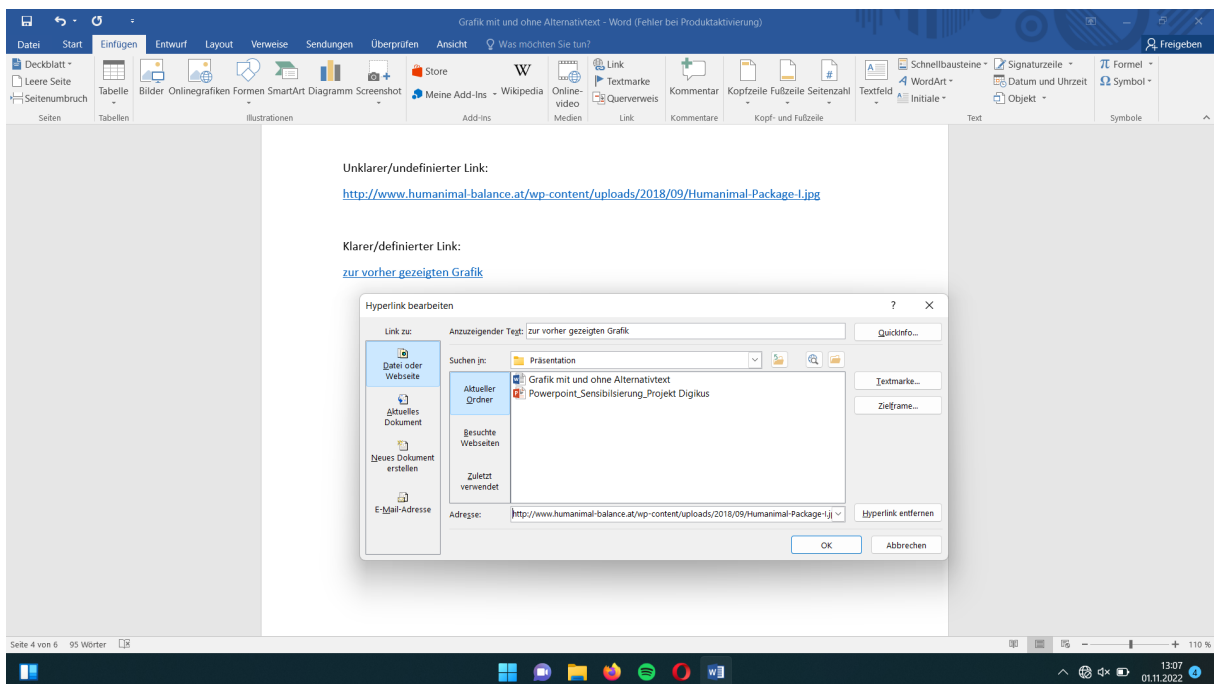 Grafik mit und ohne Alternativtext - Word (Fehler bei Produktaktivierung)
Datei Start Einfügen Entwurf Layout Verweise Sendungen Überprüfen Ansicht Was möchten Sie tun? Freigeben
Deckblatt
Leere Seite
Seitenumbruch
Seiten
Tabelle
Tabellen
Bilder Onlinegrafiken Formen SmartArt Diagramm Screenshot
Illustrationen
Store
Meine Add-Ins
W
Wikipedia
Add-Ins
Online-
video
Medien
Link
Textmarke
Querverweis
Link
Kommentar
Kommentare
Kopfzeile Fußzeile Seitenzahl
Kopf- und Fußzeile
Textfeld
Schnellbausteine
WordArt
Initiale
Signaturzeile
Datum und Uhrzeit
Objekt
Text
π Formel
Ω Symbol
Symbole
Unklarer/undefinierter Link:
http://www.humanimal-balance.at/wp-content/uploads/2018/09/Humanimal-Package-I.jpg
Klarer/definierter Link:
zur vorher gezeigten Grafik
Hyperlink bearbeiten ? X
Link zu:
Anzuzeigender Text: zur vorher gezeigten Grafik
QuickInfo...
Datei oder
Webseite
Aktuelles
Dokument
Neues Dokument
erstellen
E-Mail-Adresse
Suchen in: Präsentation
Aktueller
Ordner
Besuchte
Webseiten
Zuletzt
verwendet
Grafik mit und ohne Alternativtext
Powerpoint_Sensibilsierung_Projekt Digikus
Textmarke...
Zielframe...
Adresse: http://www.humanimal-balance.at/wp-content/uploads/2018/09/Humanimal-Package-I.j
Hyperlink entfernen
OK Abbrechen
Seite 4 von 6 95 Wörter 110 %
13:07
01.11.2022 4